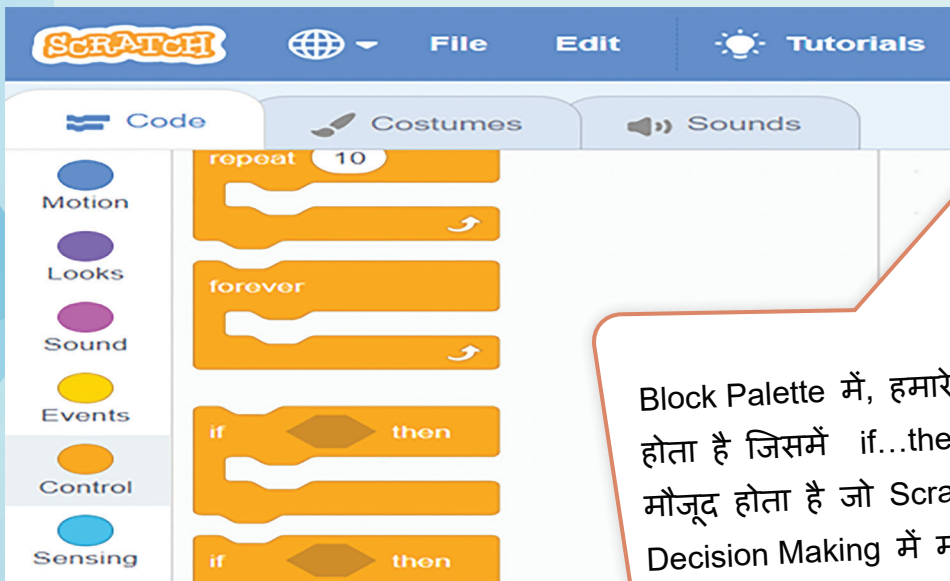 SCRATCH File Edit Tutorials
Code Costumes Sounds
Motion
Looks
Sound
Events
Control
Sensing
repeat 10
forever
if then
if then
Block Palette में, हमारे
होता है जिसमें if...the
मौजूद होता है जो Scra
Decision Making में म